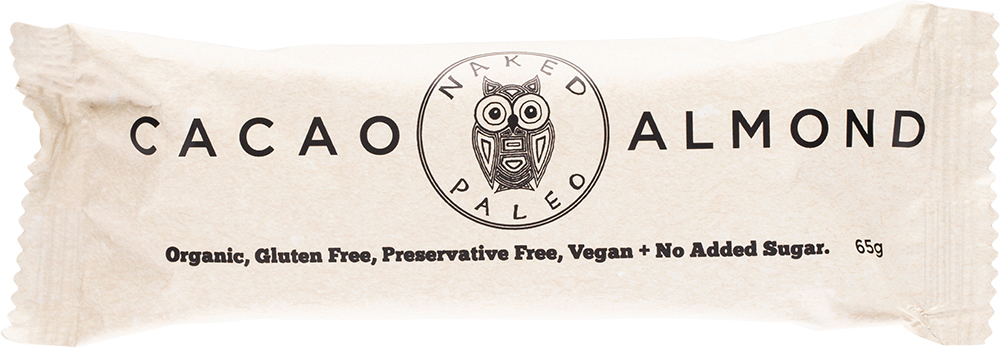 CACAO
NAKED
PALEO
ALMOND
Organic, Gluten Free, Preservative Free, Vegan + No Added Sugar. 65g